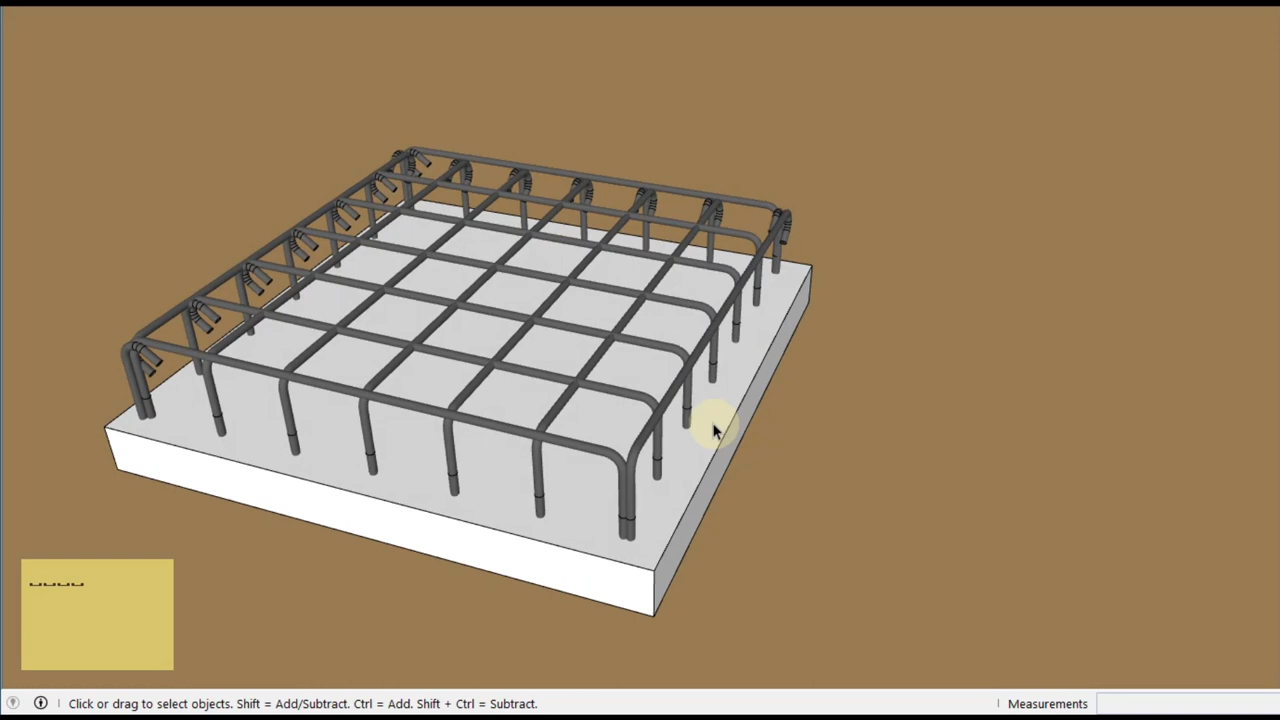 Click or drag to select objects. Shift = Add/Subtract. Ctrl = Add. Shift + Ctrl = Subtract.
Measurements